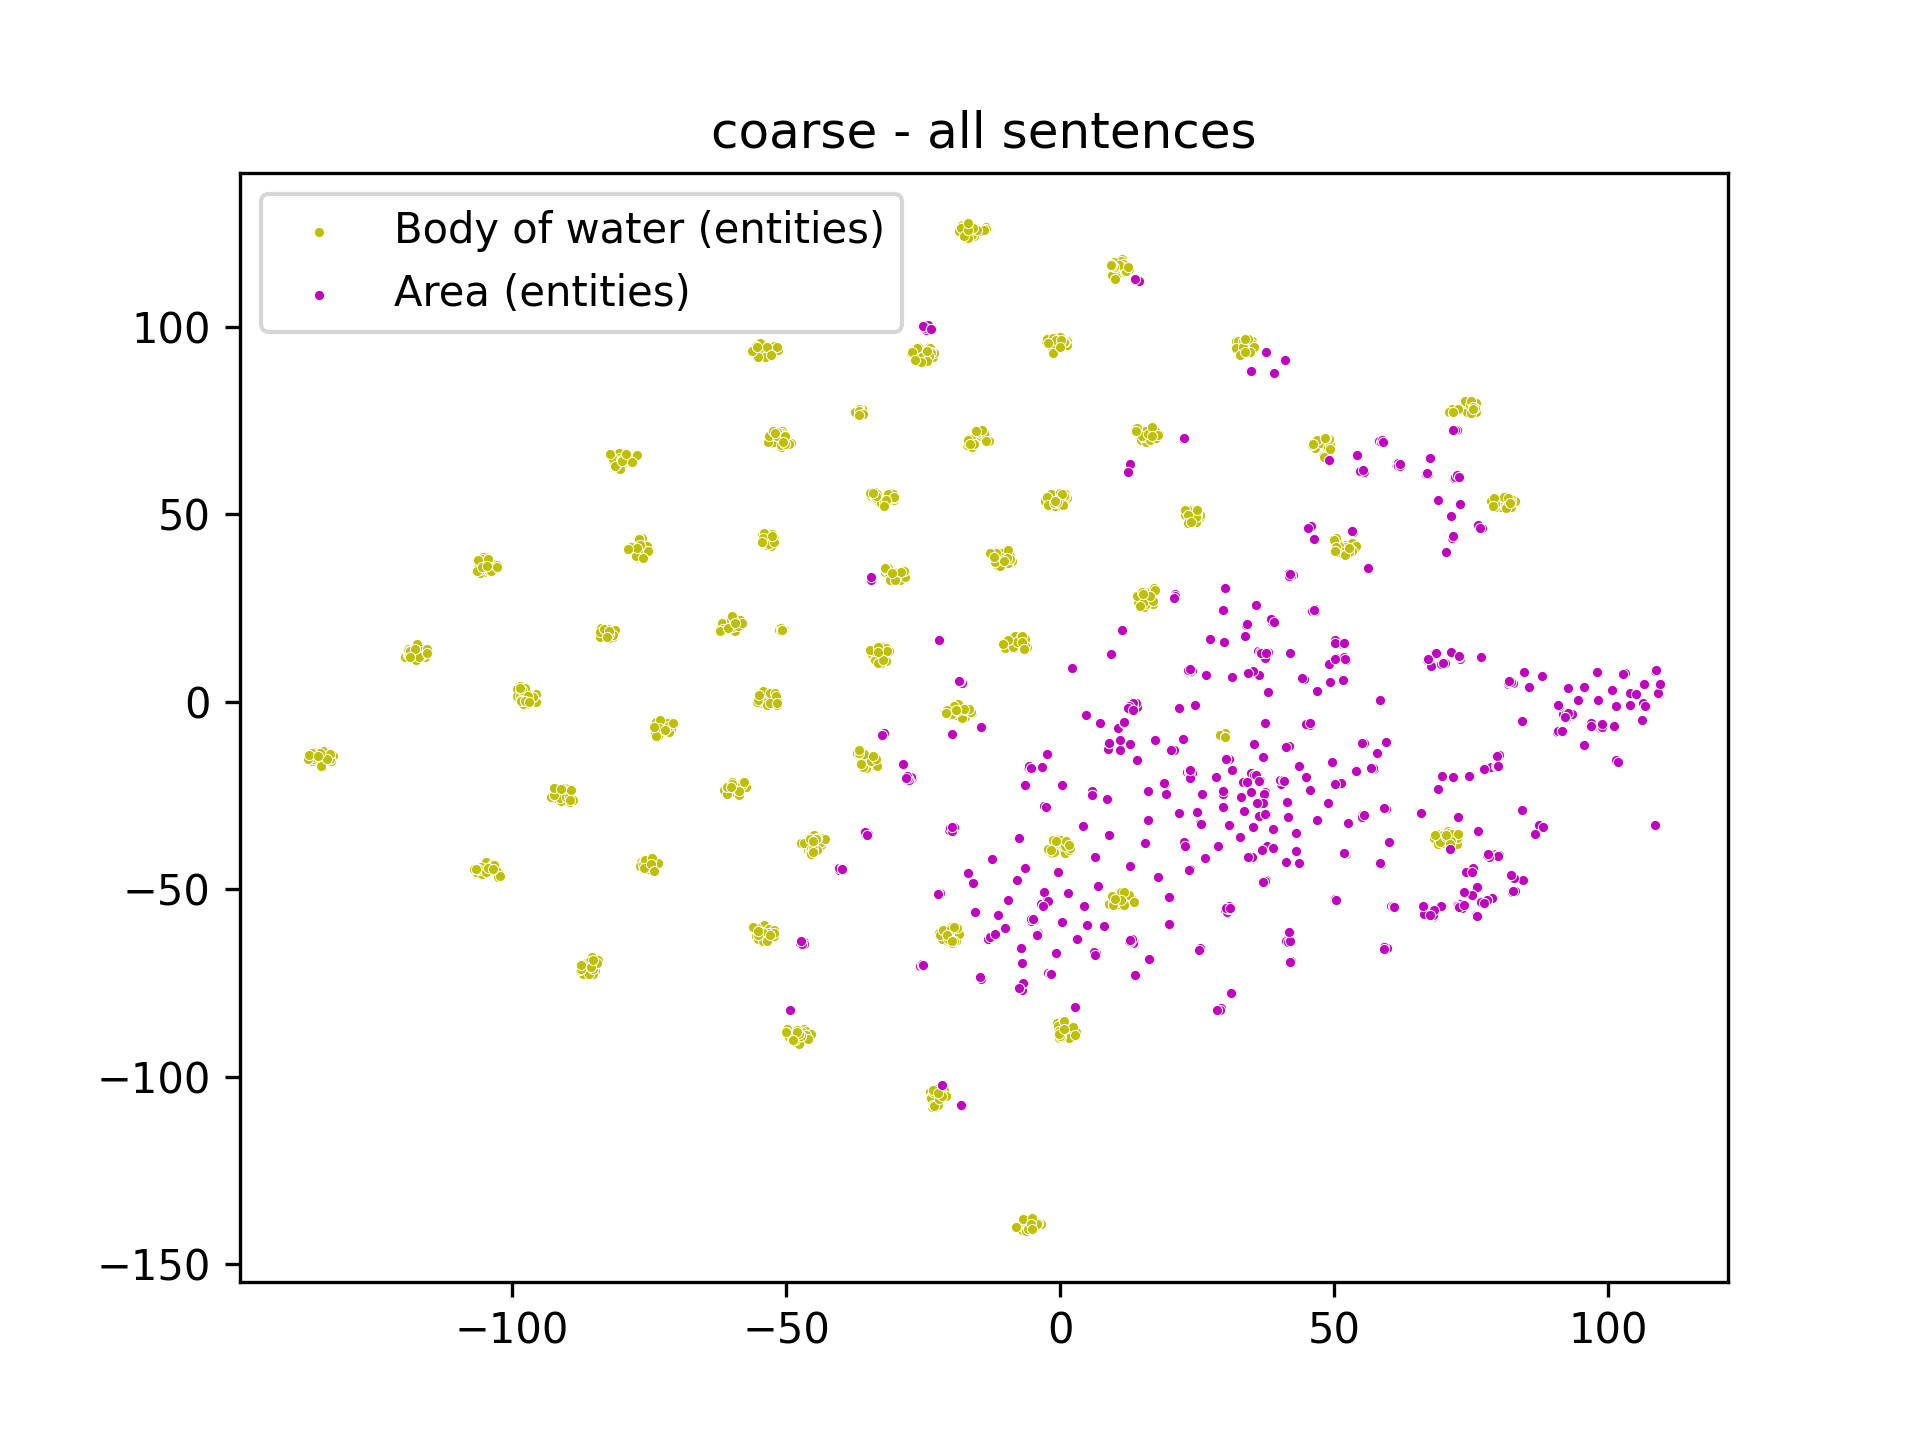 coarse - all sentences
Body of water (entities)
Area (entities)
100
50
0
−50
−100
−150
−100 −50 0 50 100